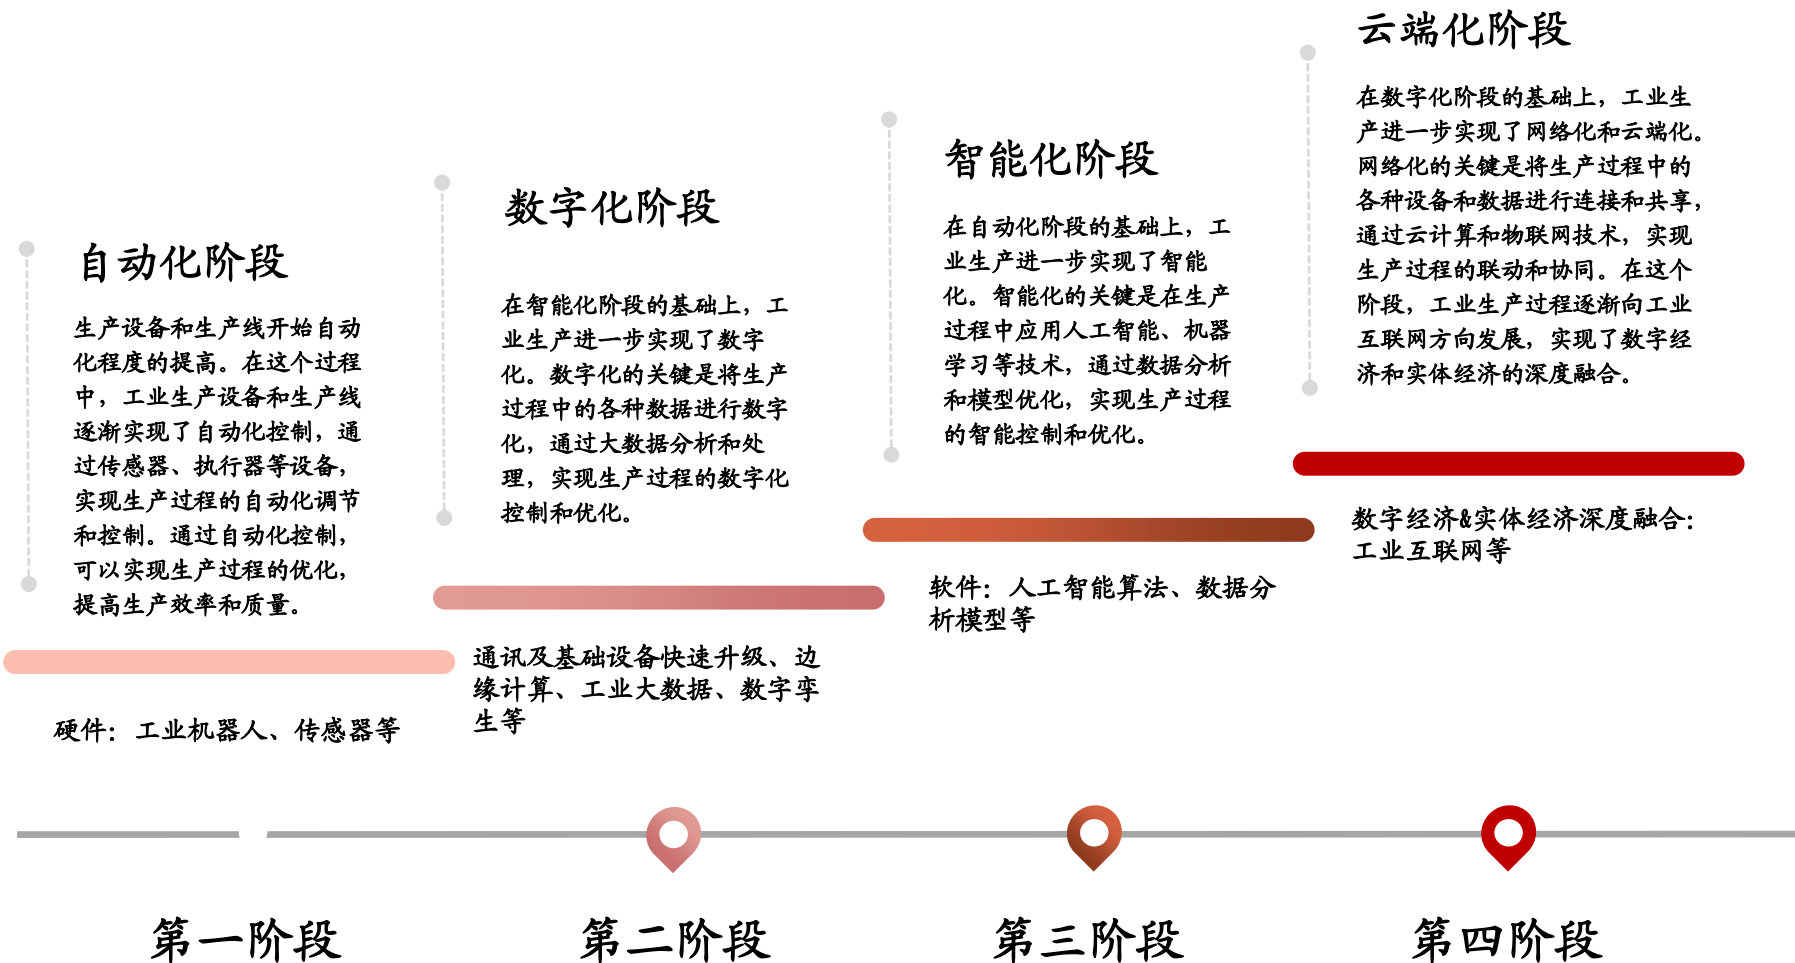 自动化阶段
生产设备和生产线开始自动
化程度的提高。在这个过程
中，工业生产设备和生产线
逐渐实现了自动化控制，通
过传感器、执行器等设备，
实现生产过程的自动化调节
和控制。通过自动化控制，
可以实现生产过程的优化，
提高生产效率和质量。
硬件：工业机器人、传感器等
第一阶段
数字化阶段
在智能化阶段的基础上，工
业生产进一步实现了数字
化。数字化的关键是将生产
过程中的各种数据进行数字
化，通过大数据分析和处
理，实现生产过程的数字化
控制和优化。
通讯及基础设备快速升级、边
缘计算、工业大数据、数字孪
生等
第二阶段
智能化阶段
在自动化阶段的基础上，工
业生产进一步实现了智能
化。智能化的关键是在生产
过程中应用人工智能、机器
学习等技术，通过数据分析
和模型优化，实现生产过程
的智能控制和优化。
软件：人工智能算法、数据分
析模型等
第三阶段
云端化阶段
在数字化阶段的基础上，工业生
产进一步实现了网络化和云端化。
网络化的关键是将生产过程中的
各种设备和数据进行连接和共享，
通过云计算和物联网技术，实现
生产过程的联动和协同。在这个
阶段，工业生产过程逐渐向工业
互联网方向发展，实现了数字经
济和实体经济的深度融合。
数字经济&实体经济深度融合：
工业互联网等
第四阶段